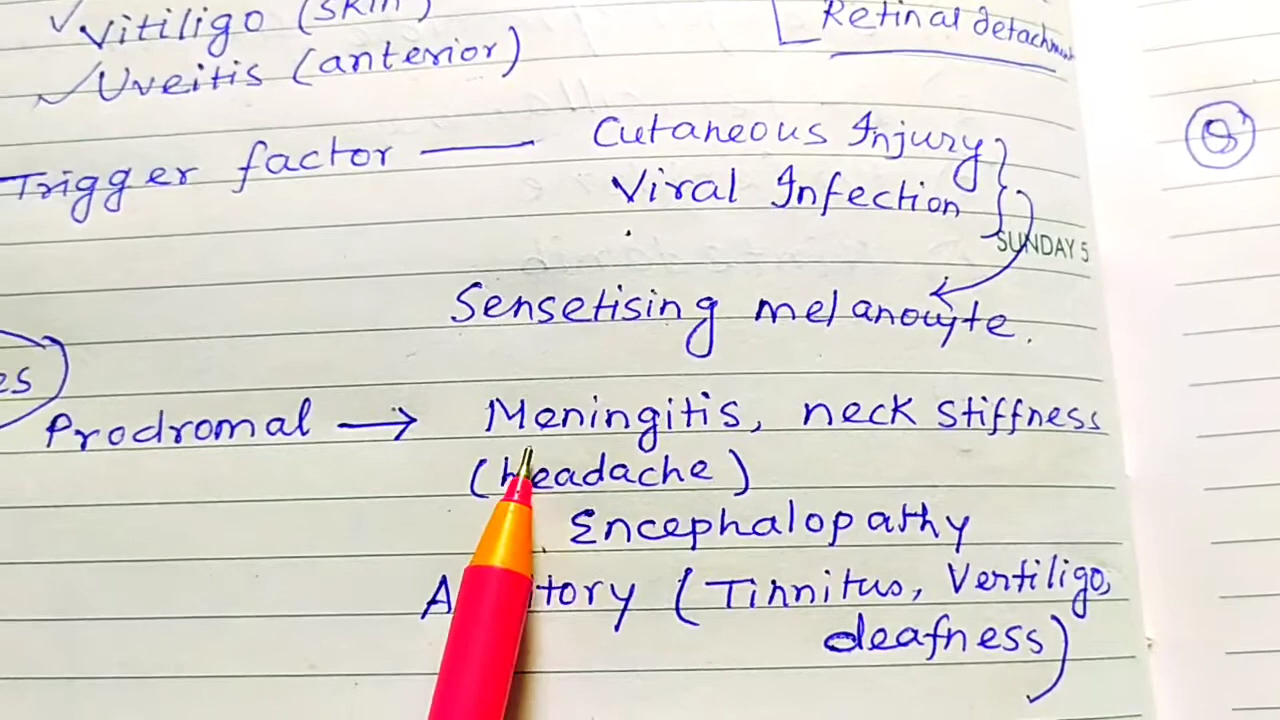 Vitiligo (skin)
Uveitis (anterior)
Retinal detachment
Trigger factor — Cutaneous Injury
Viral Infection
SUNDAY 5
Sensetising melanocyte.
es
Prodromal → Meningitis, neck stiffness
(headache)
Encephalopathy
(Tinnitus, Vertiligo,
deafness)
Q